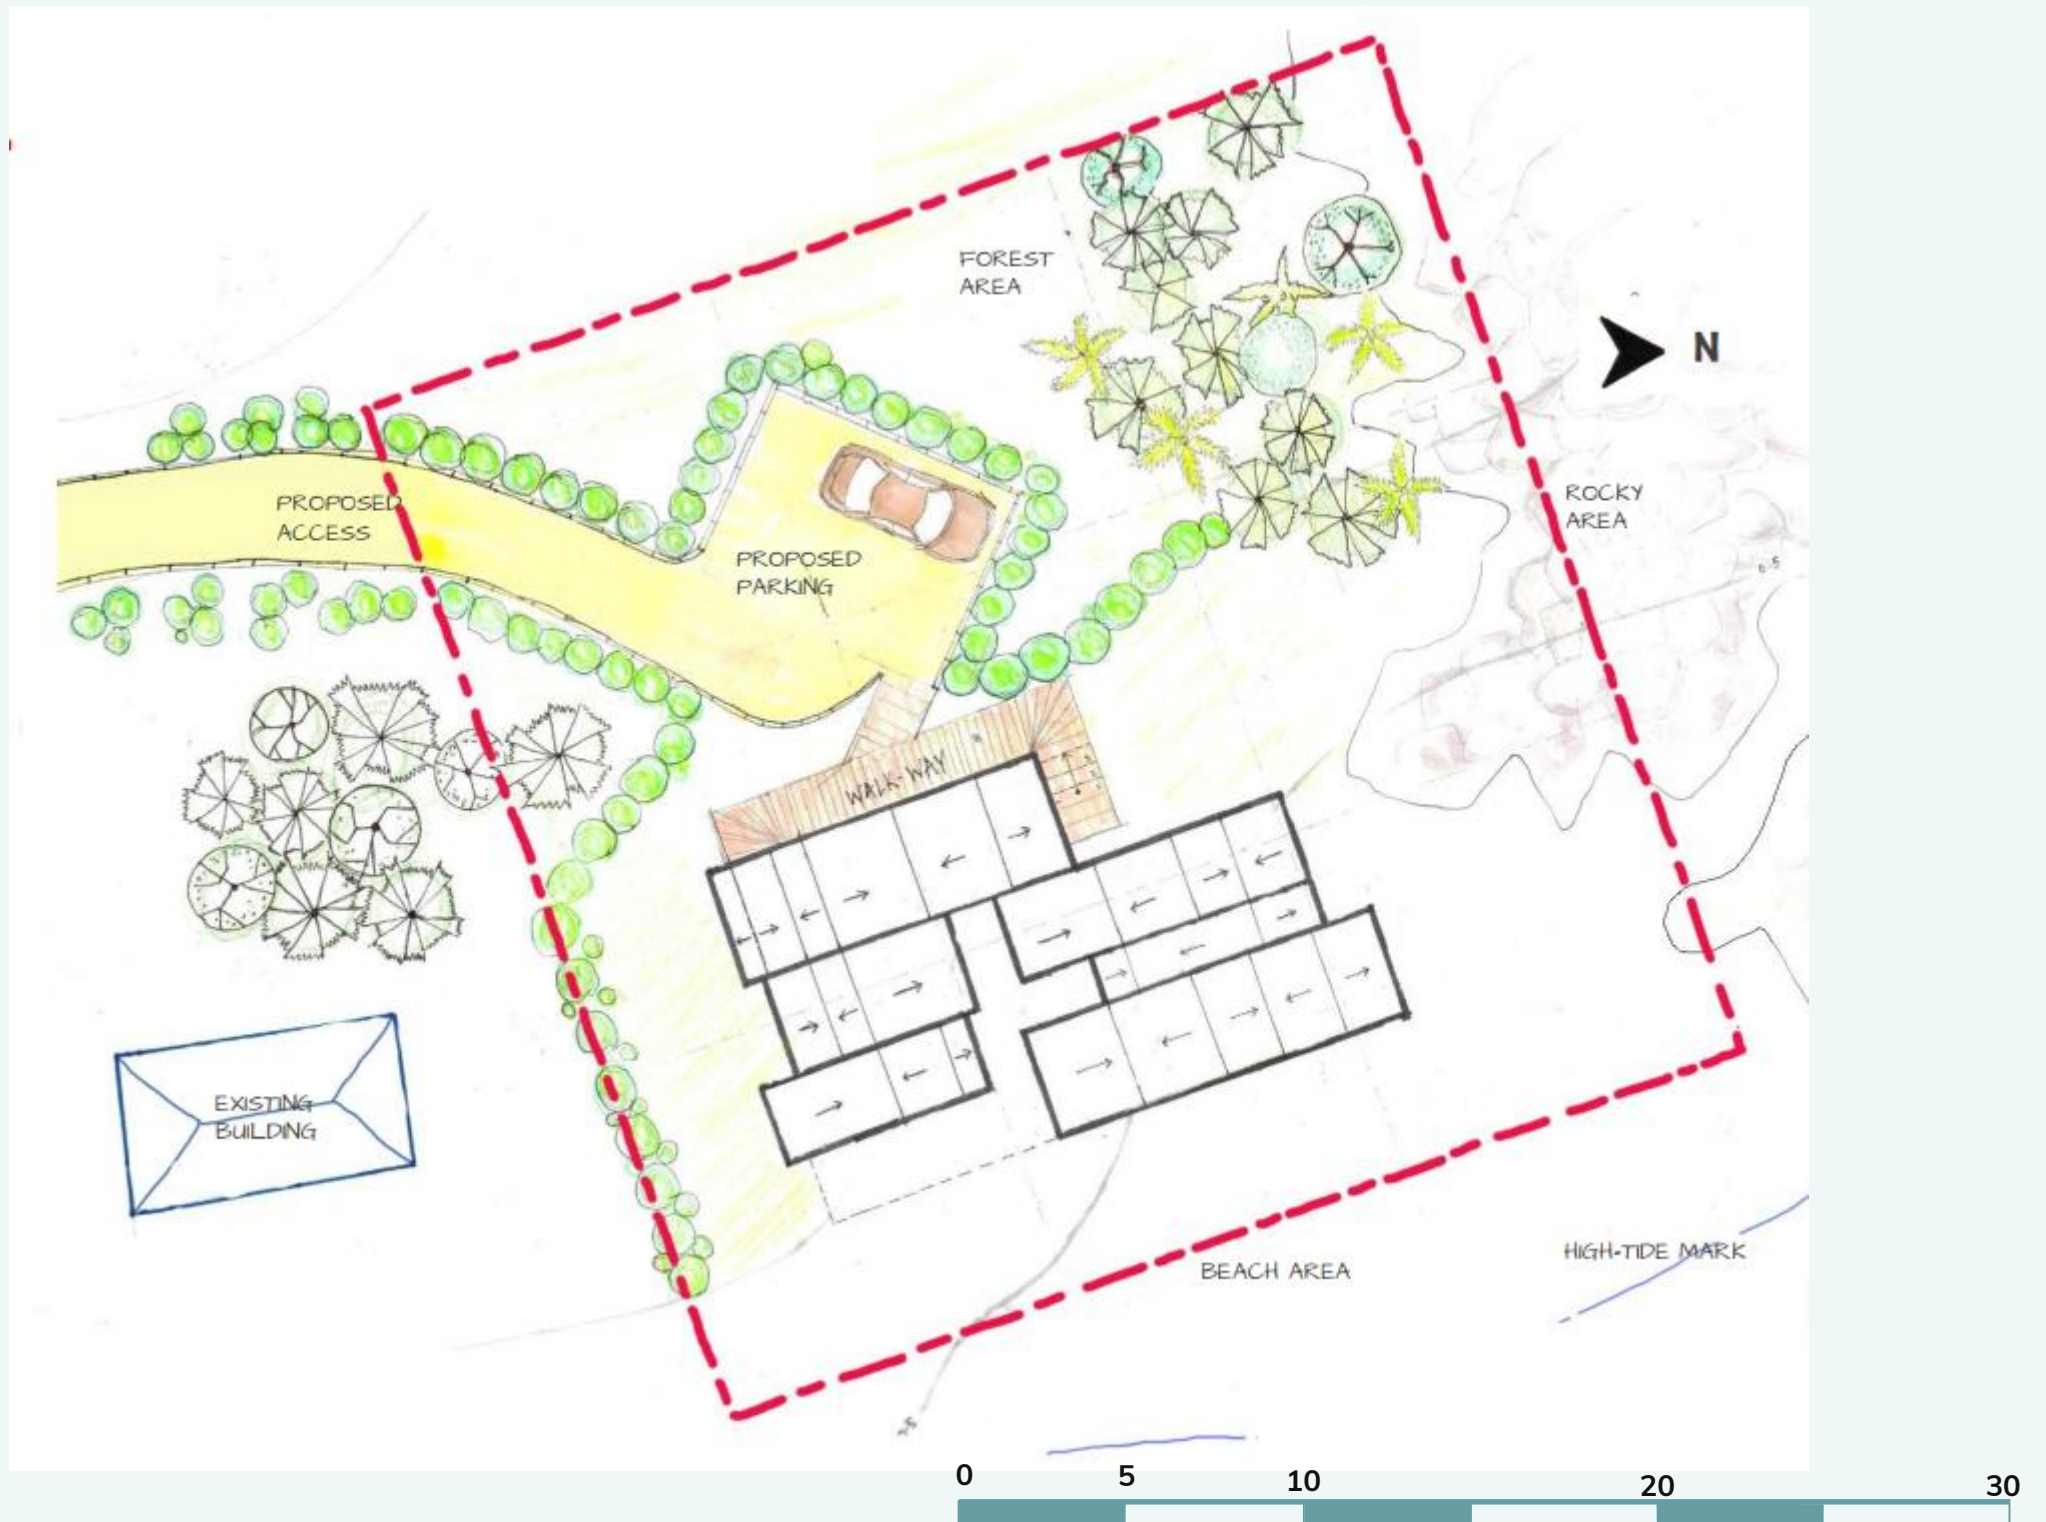 FOREST
AREA
N
PROPOSED
ACCESS
ROCKY
AREA
PROPOSED
PARKING
WALK-WAY
EXISTING
BUILDING
HIGH-TIDE MARK
BEACH AREA
0 5 10 20 30